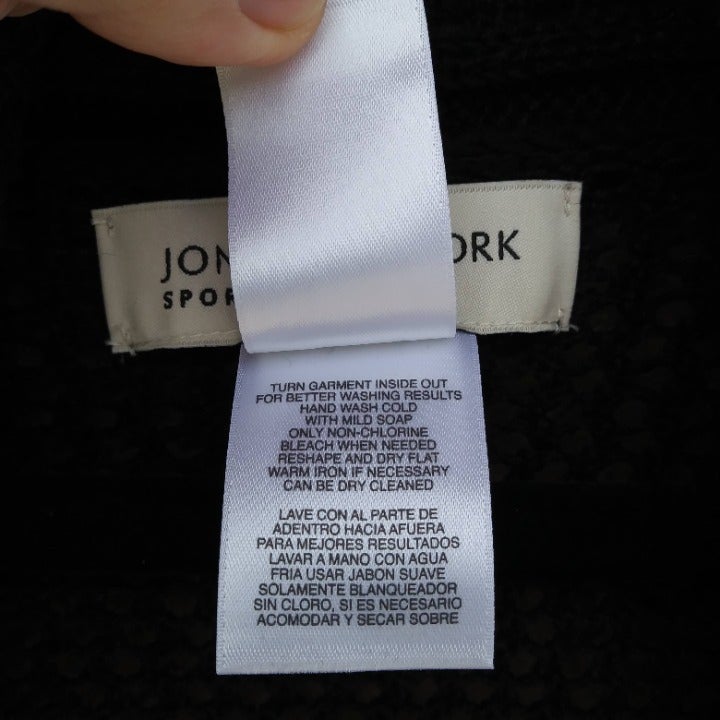 JON ORK
SPOR
TURN GARMENT INSIDE OUT
FOR BETTER WASHING RESULTS
HAND WASH COLD
WITH MILD SOAP
ONLY NON-CHLORINE
BLEACH WHEN NEEDED
RESHAPE AND DRY FLAT
WARM IRON IF NECESSARY
CAN BE DRY CLEANED
LAVE CON AL PARTE DE
ADENTRO HACIA AFUERA
PARA MEJORES RESULTADOS
LAVAR A MANO CON AGUA
FRIA USAR JABON SUAVE
SOLAMENTE BLANQUEADOR
SIN CLORO, SI ES NECESARIO
ACOMODAR Y SECAR SOBRE